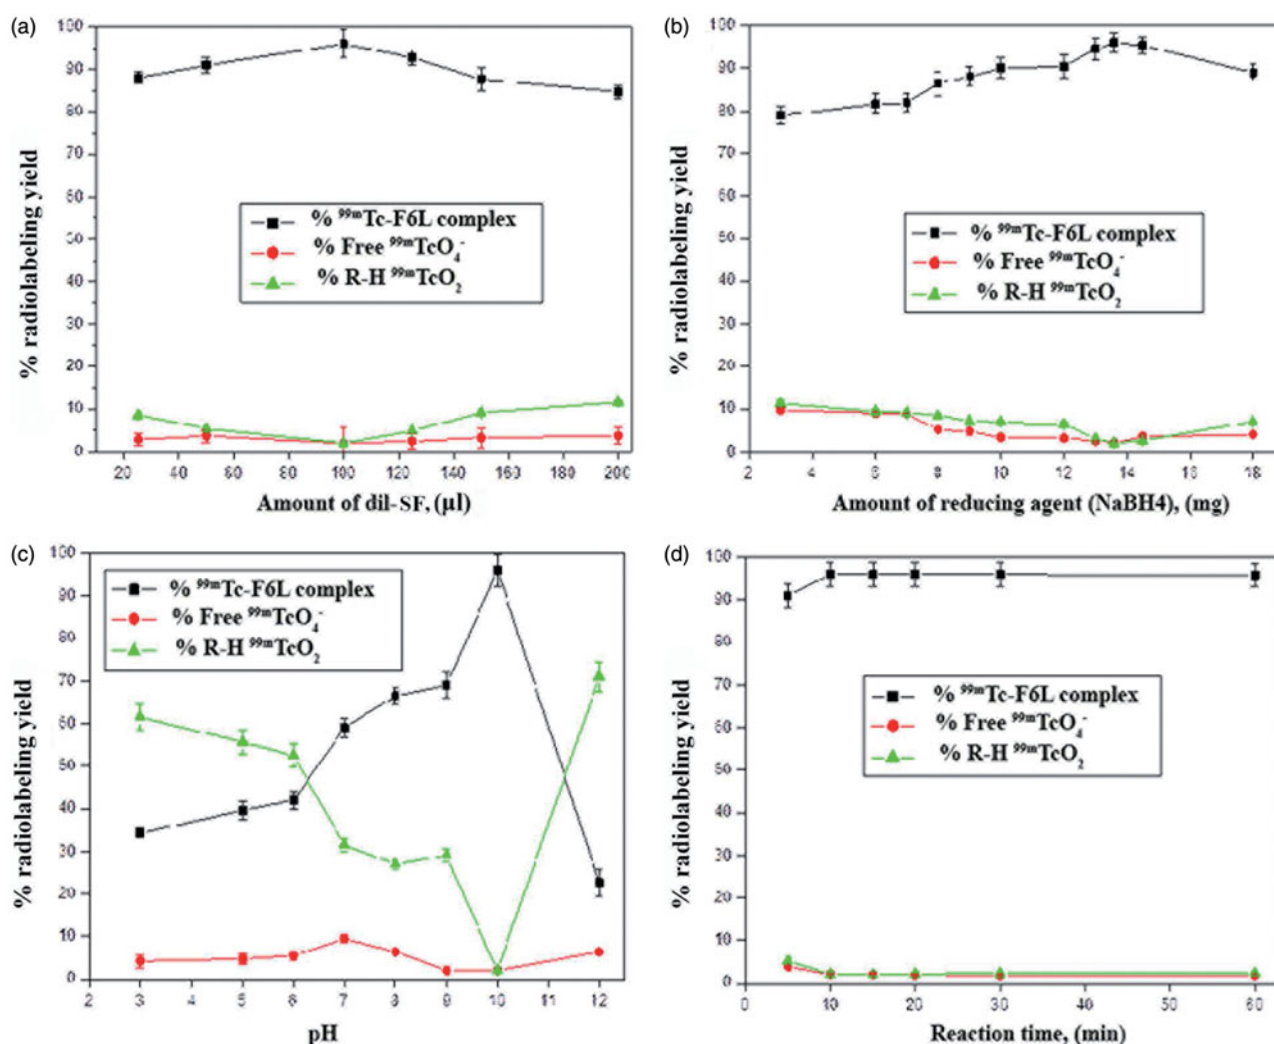 (a)
100
90
80
70
60
50
40
30
20
10
0
% radiolabeling yield
% ⁹⁹ᵐTc-F6L complex
% Free ⁹⁹ᵐTcO₄⁻
% R-H ⁹⁹ᵐTcO₂
20 40 60 80 100 120 140 160 180 200
Amount of dil-SF, (µl)
(b)
100
90
80
70
60
50
40
30
20
10
0
% radiolabeling yield
% ⁹⁹ᵐTc-F6L complex
% Free ⁹⁹ᵐTcO₄⁻
% R-H ⁹⁹ᵐTcO₂
2 4 6 8 10 12 14 16 18
Amount of reducing agent (NaBH4), (mg)
(c)
100
90
80
70
60
50
40
30
20
10
0
% radiolabeling yield
% ⁹⁹ᵐTc-F6L complex
% Free ⁹⁹ᵐTcO₄⁻
% R-H ⁹⁹ᵐTcO₂
2 3 4 5 6 7 8 9 10 11 12
pH
(d)
100
90
80
70
60
50
40
30
20
10
0
% radiolabeling yield
% ⁹⁹ᵐTc-F6L complex
% Free ⁹⁹ᵐTcO₄⁻
% R-H ⁹⁹ᵐTcO₂
0 10 20 30 40 50 60
Reaction time, (min)